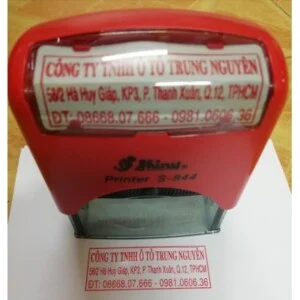 CÔNG TY TNHH Ô TÔ TRUNG NGUYÊN
58/2 Hà Huy Giáp, KP3, P. Thạnh Xuân, Q.12, TPHCM
ĐT: 08668.07.666 - 0981.0606.36
Shiny
Printer S-844
CÔNG TY TNHH Ô TÔ TRUNG NGUYÊN
58/2 Hà Huy Giáp, KP3, P. Thạnh Xuân, Q.12, TPHCM
ĐT: 08668.07.666 - 0981.0606.36